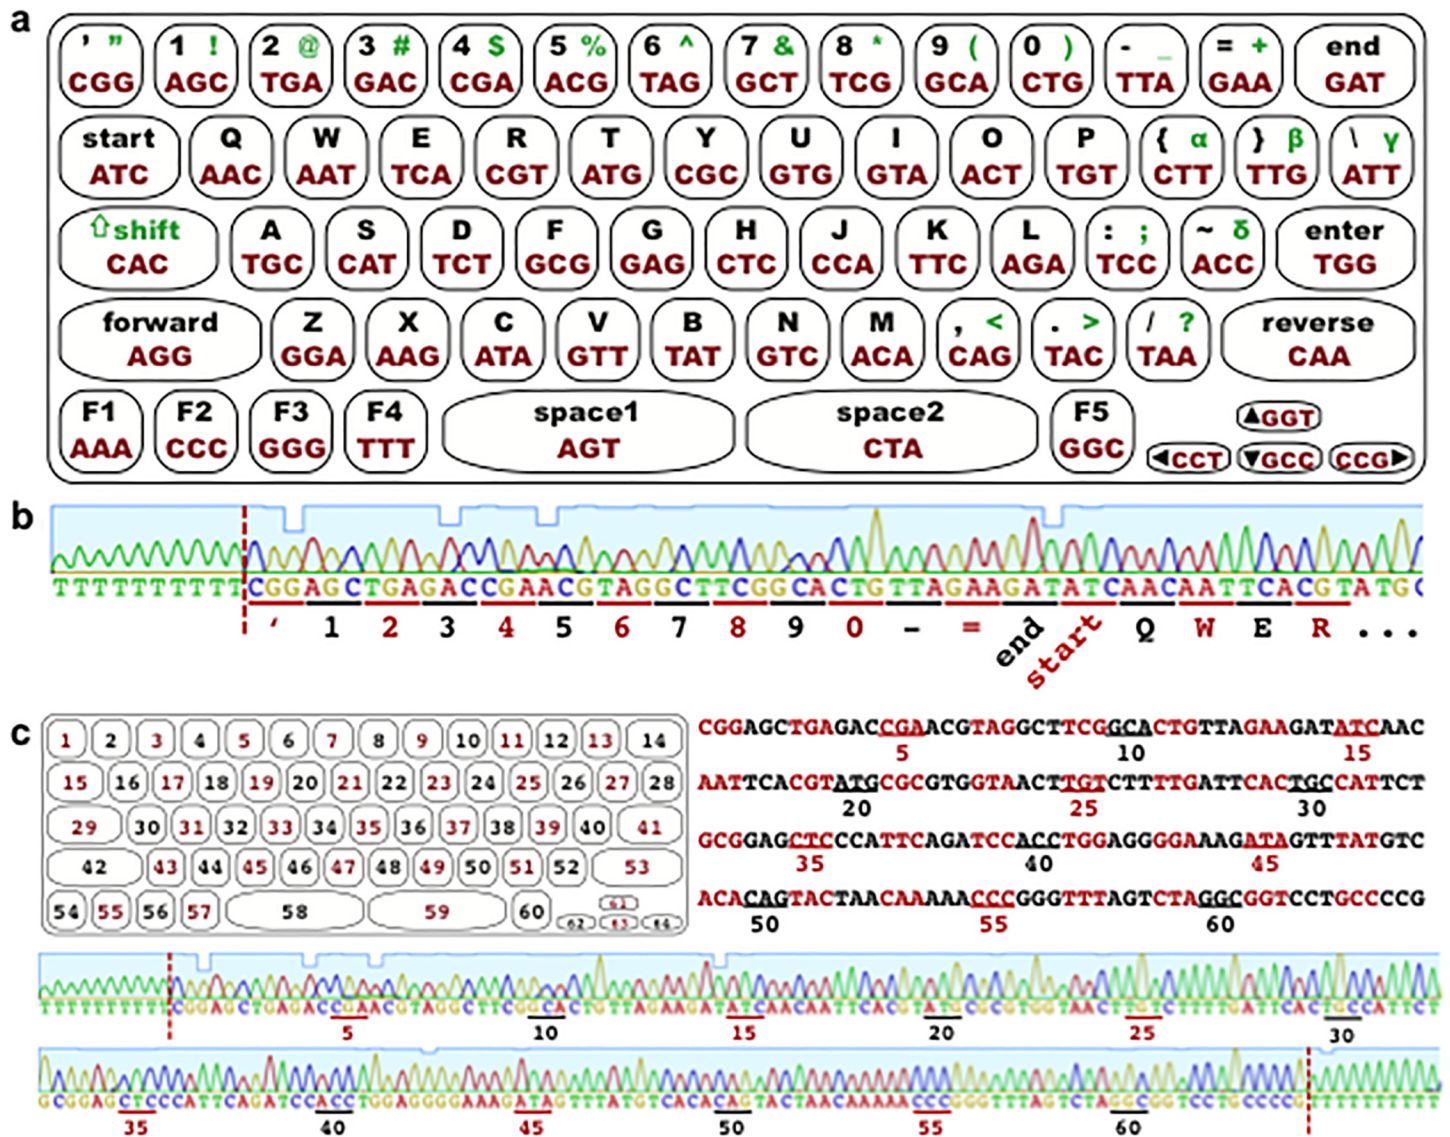 a
’ ” 1 ! 2 @ 3 # 4 $ 5 % 6 ^ 7 & 8 * 9 ( 0 ) - _ = + end
CGG AGC TGA GAC CGA ACG TAG GCT TCG GCA CTG TTA GAA GAT
start Q W E R T Y U I O P { α } β \ γ
ATC AAC AAT TCA CGT ATG CGC GTG GTA ACT TGT CTT TTG ATT
⇧shift A S D F G H J K L : ; ~ δ enter
CAC TGC CAT TCT GCG GAG CTC CCA TTC AGA TCC ACC TGG
forward Z X C V B N M , < . > / ? reverse
AGG GGA AAG ATA GTT TAT GTC ACA CAG TAC TAA CAA
F1 F2 F3 F4 space1 space2 F5 ▲GGT
AAA CCC GGG TTT AGT CTA GGC ◄CCT ▼GCC CCG►
b
TTTTTTTTTTCGGAGCTGAGACCGAACGTAGGCTTCGGCACTGTTAGAAGATATCAACAATTCACGTATGC
‘ 1 2 3 4 5 6 7 8 9 0 – = end start Q W E R ...
c
1 2 3 4 5 6 7 8 9 10 11 12 13 14
15 16 17 18 19 20 21 22 23 24 25 26 27 28
29 30 31 32 33 34 35 36 37 38 39 40 41
42 43 44 45 46 47 48 49 50 51 52 53
54 55 56 57 58 59 60 61
62 63 64
CGGAGCTGAGACCGAACGTAGGCTTCGGCACTGTTAGAAGATATCAAC
5 10 15
AATTCACGTATGCGCGTGGTAACTTGTCTTTTGATTCACTGCCATTCT
20 25 30
GCGGAGCTCCCATTCAGATCCACCTGGAGGGGAAAGATAGTTTATGTC
35 40 45
ACACAGTACTAACAAAAACCCGGGTTTAGTCTAGGCGGTCCTGCCCCG
50 55 60
TTTTTTTTTTCGGAGCTGAGACCGAACGTAGGCTTCGGCACTGTTAGAAGATATCAACAATTCACGTATGCGCGTGGTAACTTGTCTTTTGATTCACTGCCATTCT
5 10 15 20 25 30
GCGGAGCTCCCATTCAGATCCACCTGGAGGGGAAAGATAGTTTATGTCACACAGTACTAACAAAAACCCGGGTTTAGTCTAGGCGGTCCTGCCCCGTTTTTTTTTT
35 40 45 50 55 60